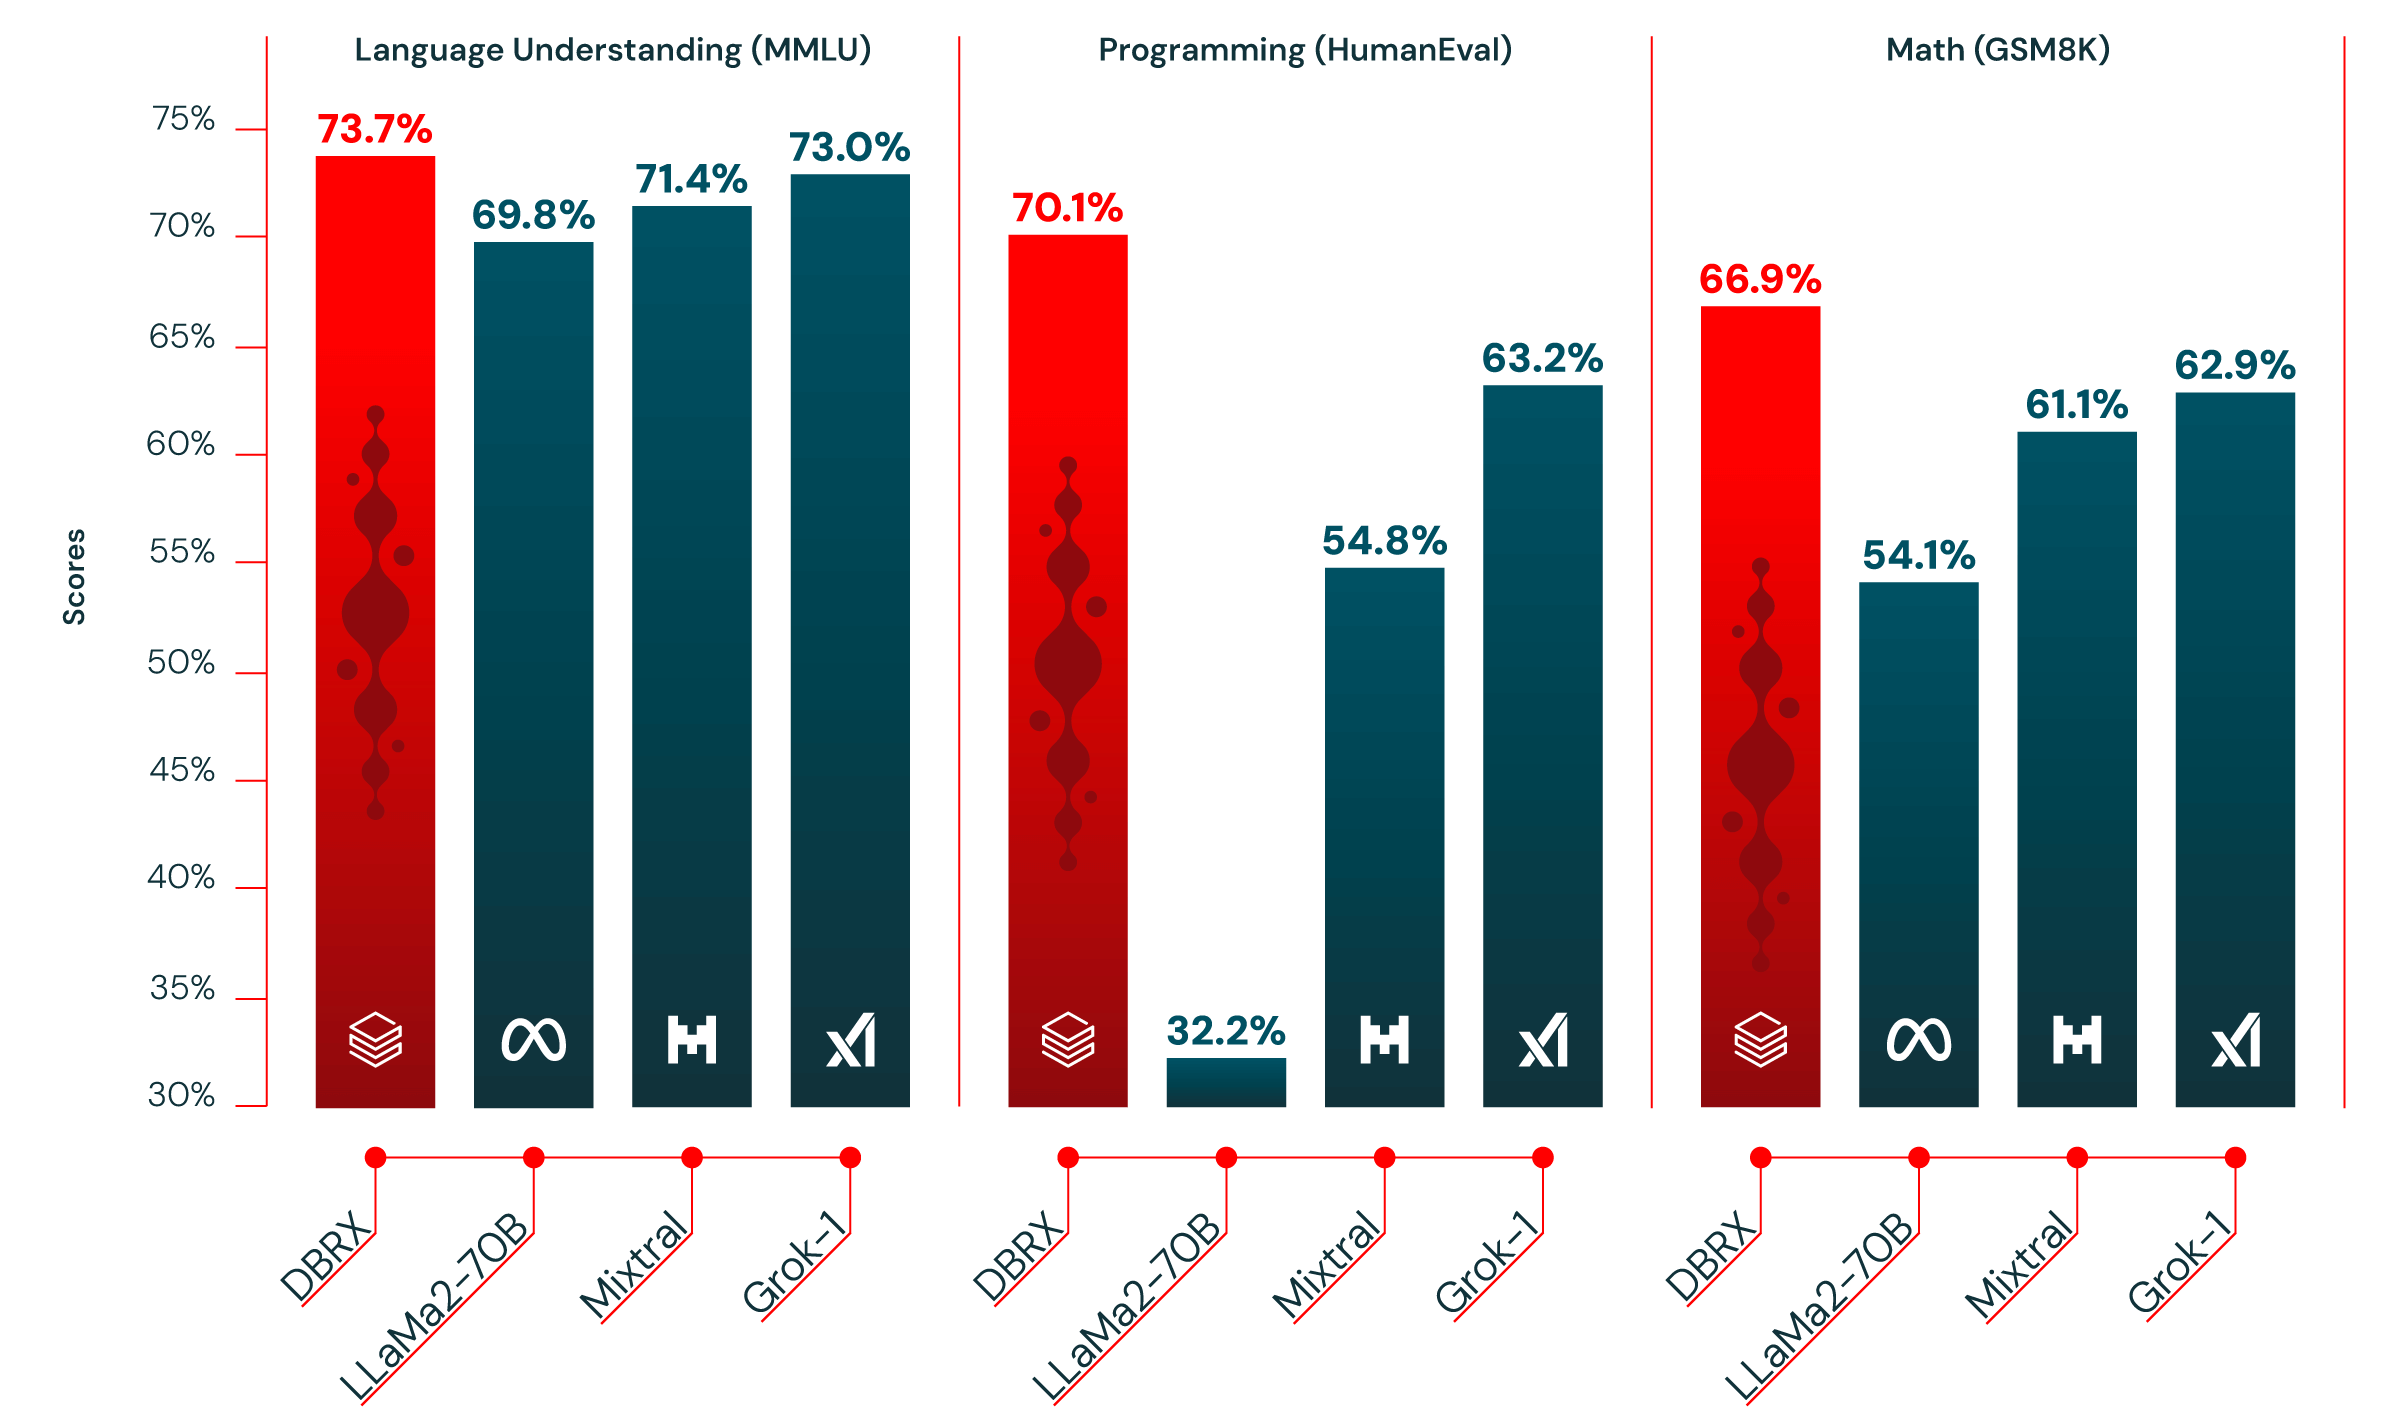 Language Understanding (MMLU)
Programming (HumanEval)
Math (GSM8K)
Scores
75%
70%
65%
60%
55%
50%
45%
40%
35%
30%
73.7%
69.8%
71.4%
73.0%
70.1%
32.2%
54.8%
63.2%
66.9%
54.1%
61.1%
62.9%
xI
xI
xI
DBRX
LLaMa2-70B
Mixtral
Grok-1
DBRX
LLaMa2-70B
Mixtral
Grok-1
DBRX
LLaMa2-70B
Mixtral
Grok-1